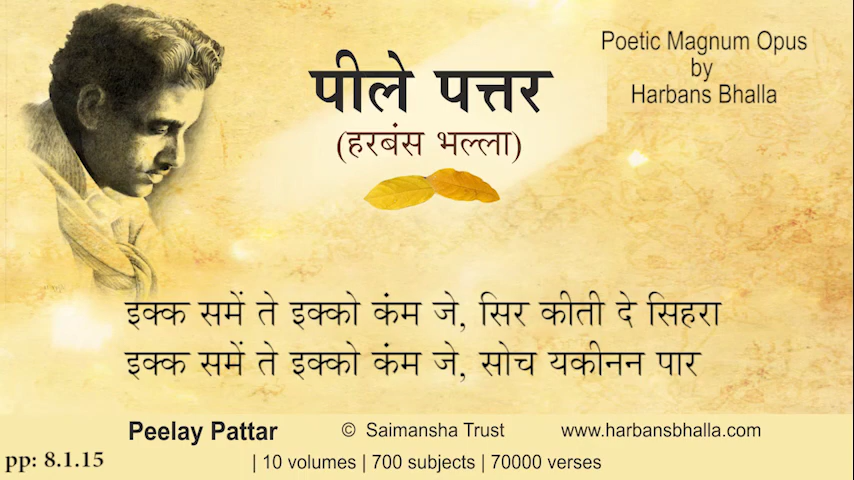 पीले पत्तर
(हरबंस भल्ला)
Poetic Magnum Opus
by
Harbans Bhalla
इक्क समें ते इक्को कंम जे, सिर कीती दे सिहरा
इक्क समें ते इक्को कंम जे, सोच यकीनन पार
Peelay Pattar © Saimansha Trust www.harbansbhalla.com
pp: 8.1.15 | 10 volumes | 700 subjects | 70000 verses